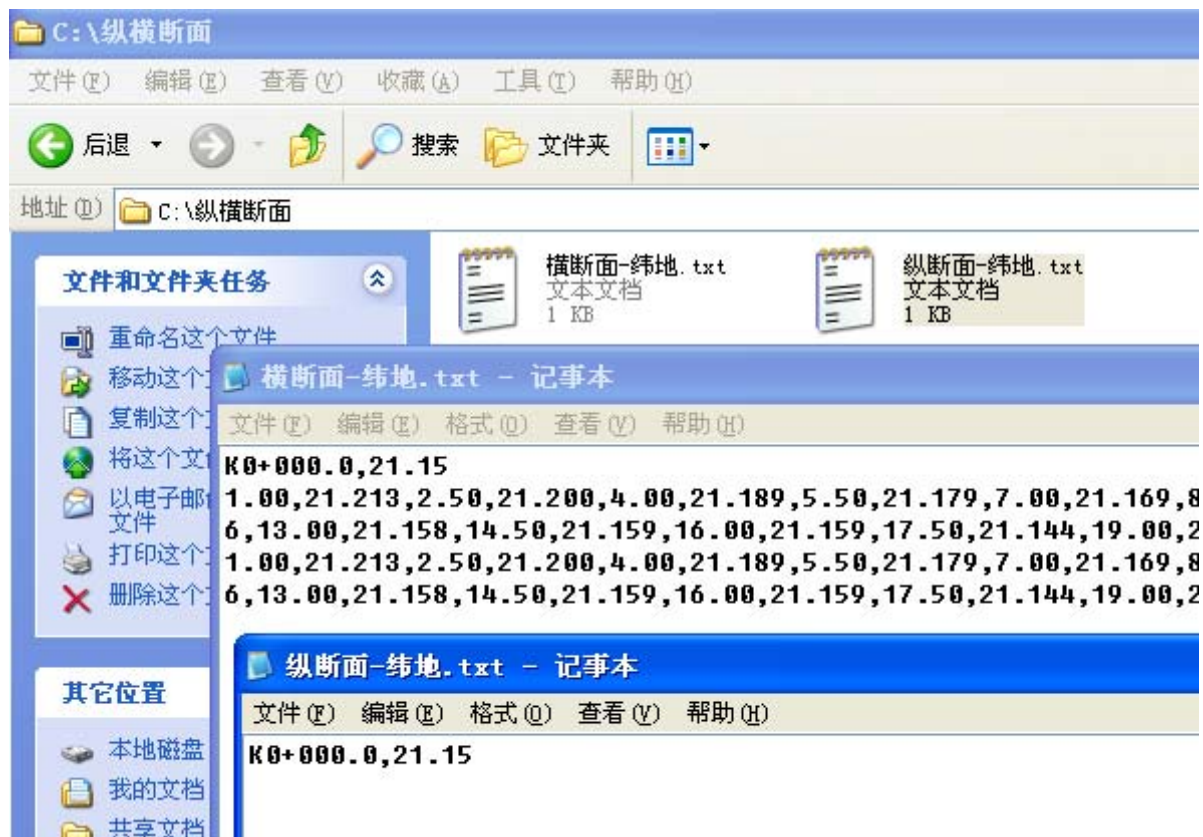 C:\纵横断面
文件(F) 编辑(E) 查看(V) 收藏(A) 工具(T) 帮助(H)
后退 搜索 文件夹
地址(D) C:\纵横断面
横断面-纬地.txt
文本文档
1 KB
纵断面-纬地.txt
文本文档
1 KB
文件和文件夹任务
重命名这个文件
移动这个
复制这个
将这个文
以电子邮
文件
打印这个
删除这个
其它位置
本地磁盘
我的文档
共享文档
横断面-纬地.txt - 记事本
文件(F) 编辑(E) 格式(O) 查看(V) 帮助(H)
K0+000.0,21.15
1.00,21.213,2.50,21.200,4.00,21.189,5.50,21.179,7.00,21.169,8
6,13.00,21.158,14.50,21.159,16.00,21.159,17.50,21.144,19.00,2
1.00,21.213,2.50,21.200,4.00,21.189,5.50,21.179,7.00,21.169,8
6,13.00,21.158,14.50,21.159,16.00,21.159,17.50,21.144,19.00,2
纵断面-纬地.txt - 记事本
文件(F) 编辑(E) 格式(O) 查看(V) 帮助(H)
K0+000.0,21.15